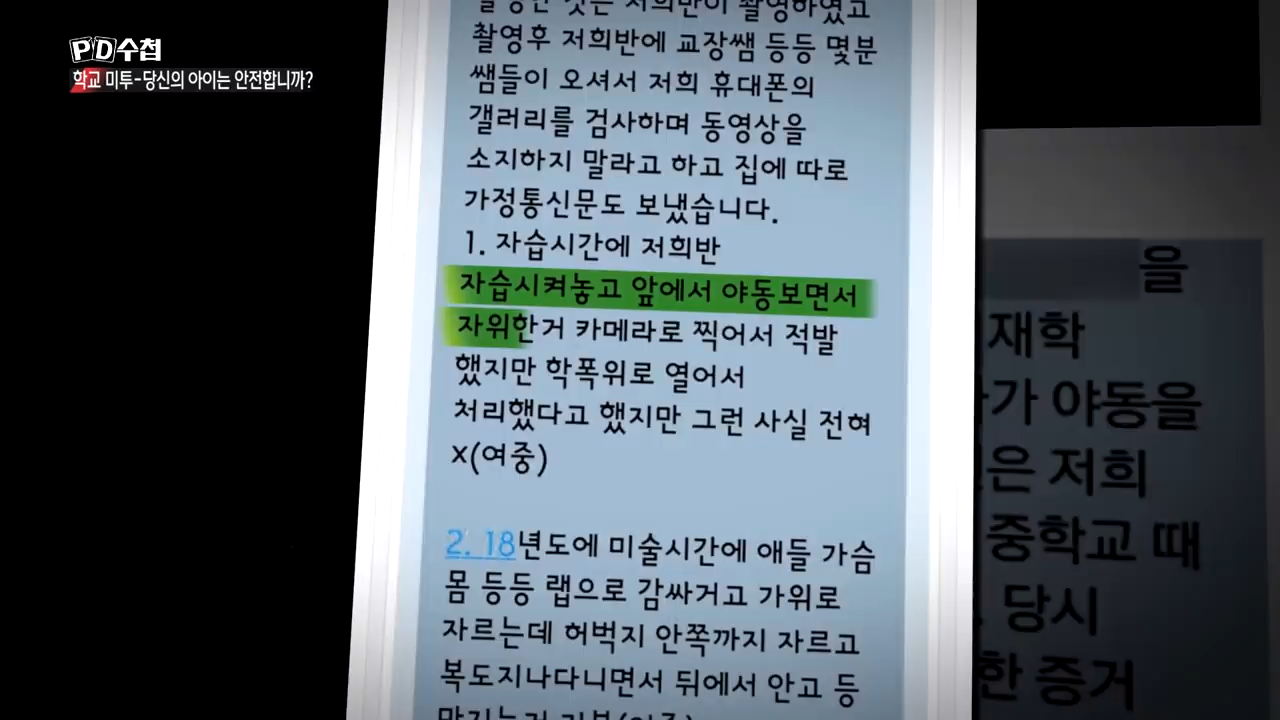 PD수첩
학교 미투-당신의 아이는 안전합니까?
촬영후 저희반에 교장쌤 등등 몇분
쌤들이 오셔서 저희 휴대폰의
갤러리를 검사하며 동영상을
소지하지 말라고 하고 집에 따로
가정통신문도 보냈습니다.
1. 자습시간에 저희반
자습시켜놓고 앞에서 야동보면서
자위한거 카메라로 찍어서 적발
했지만 학폭위로 열어서
처리했다고 했지만 그런 사실 전혀
x(여중)
2. 18년도에 미술시간에 애들 가슴
몸 등등 랩으로 감싸거고 가위로
자르는데 허벅지 안쪽까지 자르고
복도지나다니면서 뒤에서 안고 등
을
재학
가 야동을
은 저희
중학교 때
당시
한 증거